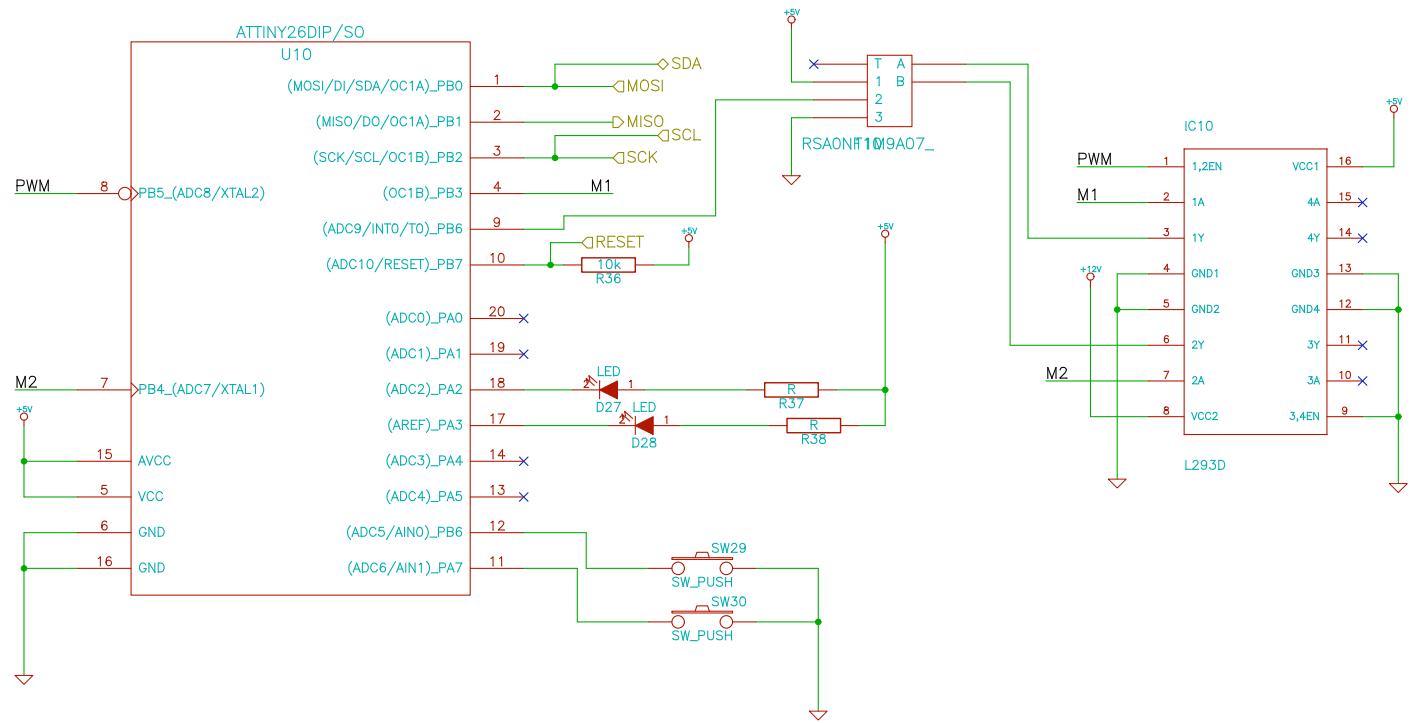 ATTINY26DIP/SO
U10
(MOSI/DI/SDA/OC1A)_PB0 1
SDA
MOSI
(MISO/DO/OC1A)_PB1 2 MISO
SCL
(SCK/SCL/OC1B)_PB2 3 SCK
PWM 8 PB5_(ADC8/XTAL2)
(OC1B)_PB3 4 M1
(ADC9/INT0/T0)_PB6 9
RESET
(ADC10/RESET)_PB7 10
10k
R36
+5V
(ADC0)_PA0 20
(ADC1)_PA1 19
M2 7 PB4_(ADC7/XTAL1)
(ADC2)_PA2 18
LED
2 1
D27
R
R37
+5V
(AREF)_PA3 17
LED
2 1
D28
R
R38
+5V
15 AVCC
(ADC3)_PA4 14
5 VCC
(ADC4)_PA5 13
6 GND
(ADC5/AIN0)_PB6 12
16 GND
(ADC6/AIN1)_PA7 11
SW29
SW_PUSH
SW30
SW_PUSH
+5V
T A
1 B
2
3
+5V
IC10
PWM 1 1,2EN
VCC1 16
M1 2 1A
4A 15
3 1Y
4Y 14
+12V
4 GND1
GND3 13
5 GND2
GND4 12
6 2Y
3Y 11
M2 7 2A
3A 10
8 VCC2
3,4EN 9
L293D